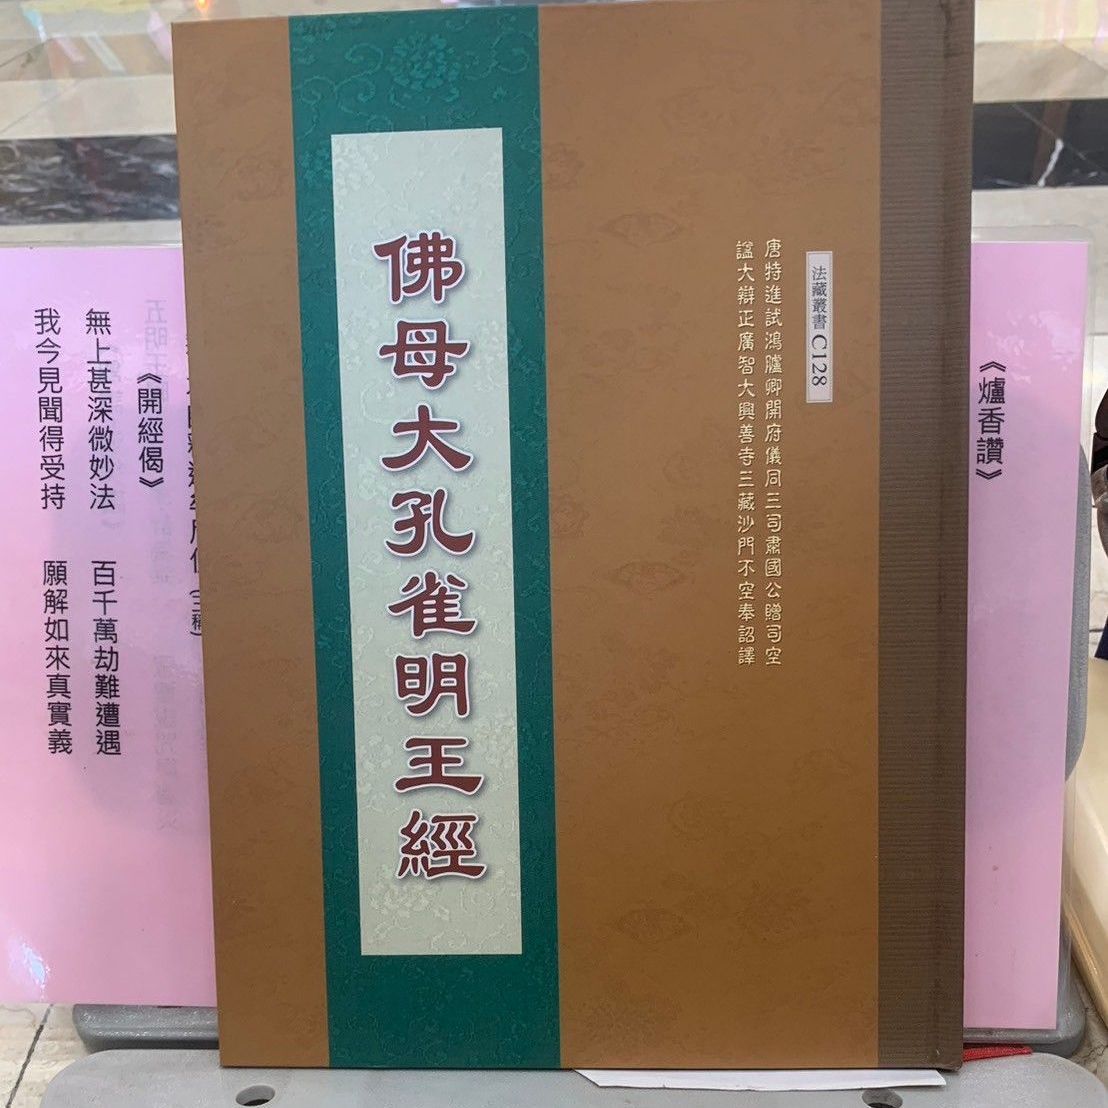 佛母大孔雀明王經
法藏叢書 C128
唐特進試鴻臚卿開府儀同三司肅國公贈司空
諡大辯正廣智大興善寺三藏沙門不空奉詔譯
《爐香讚》
《開經偈》
無上甚深微妙法 百千萬劫難遭遇
我今見聞得受持 願解如來真實義